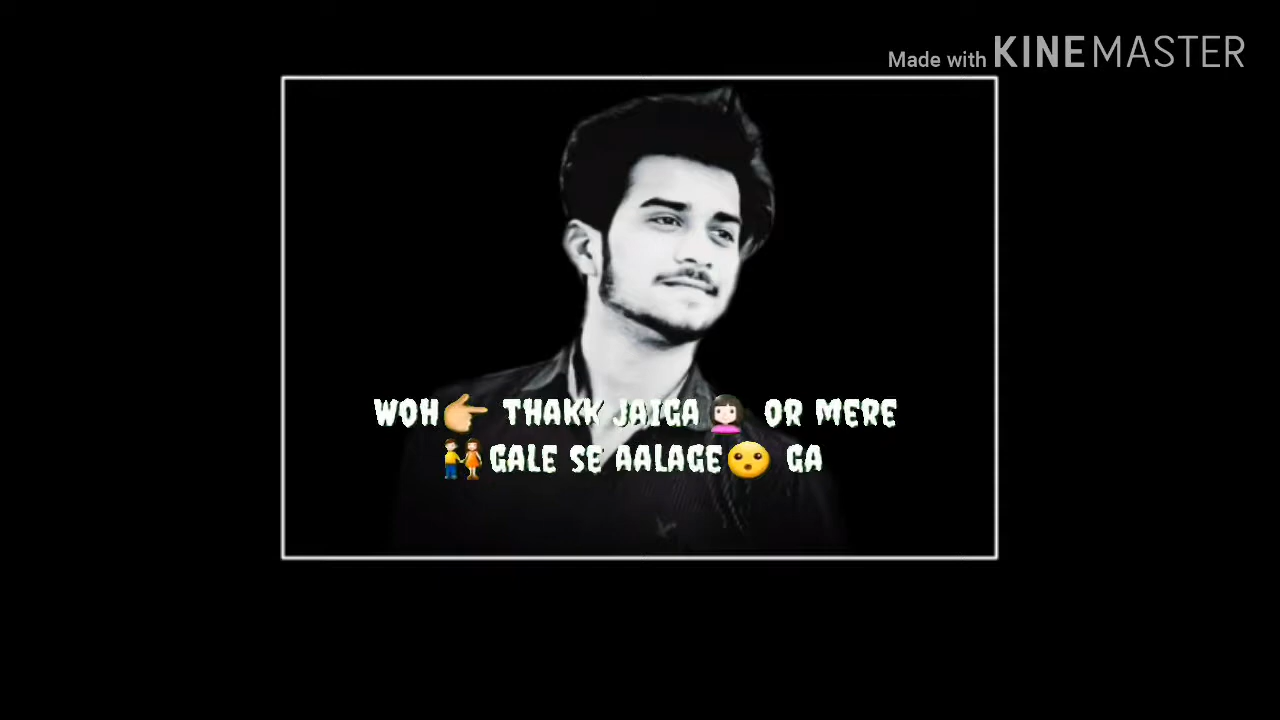 Made with KINEMASTER
WOH👉 THAKK JAIGA 👩 OR MERE
👫GALE SE AALAGE😮 GA